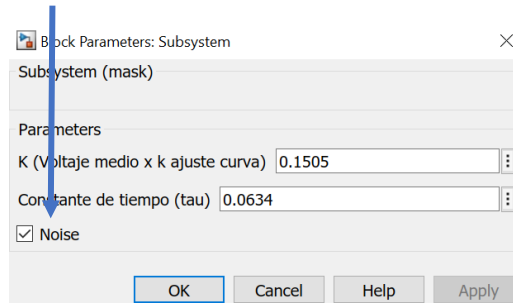 Block Parameters: Subsystem
Subsystem (mask)
Parameters
K (Voltaje medio x k ajuste curva) 0.1505
Constante de tiempo (tau) 0.0634
Noise
OK Cancel Help Apply